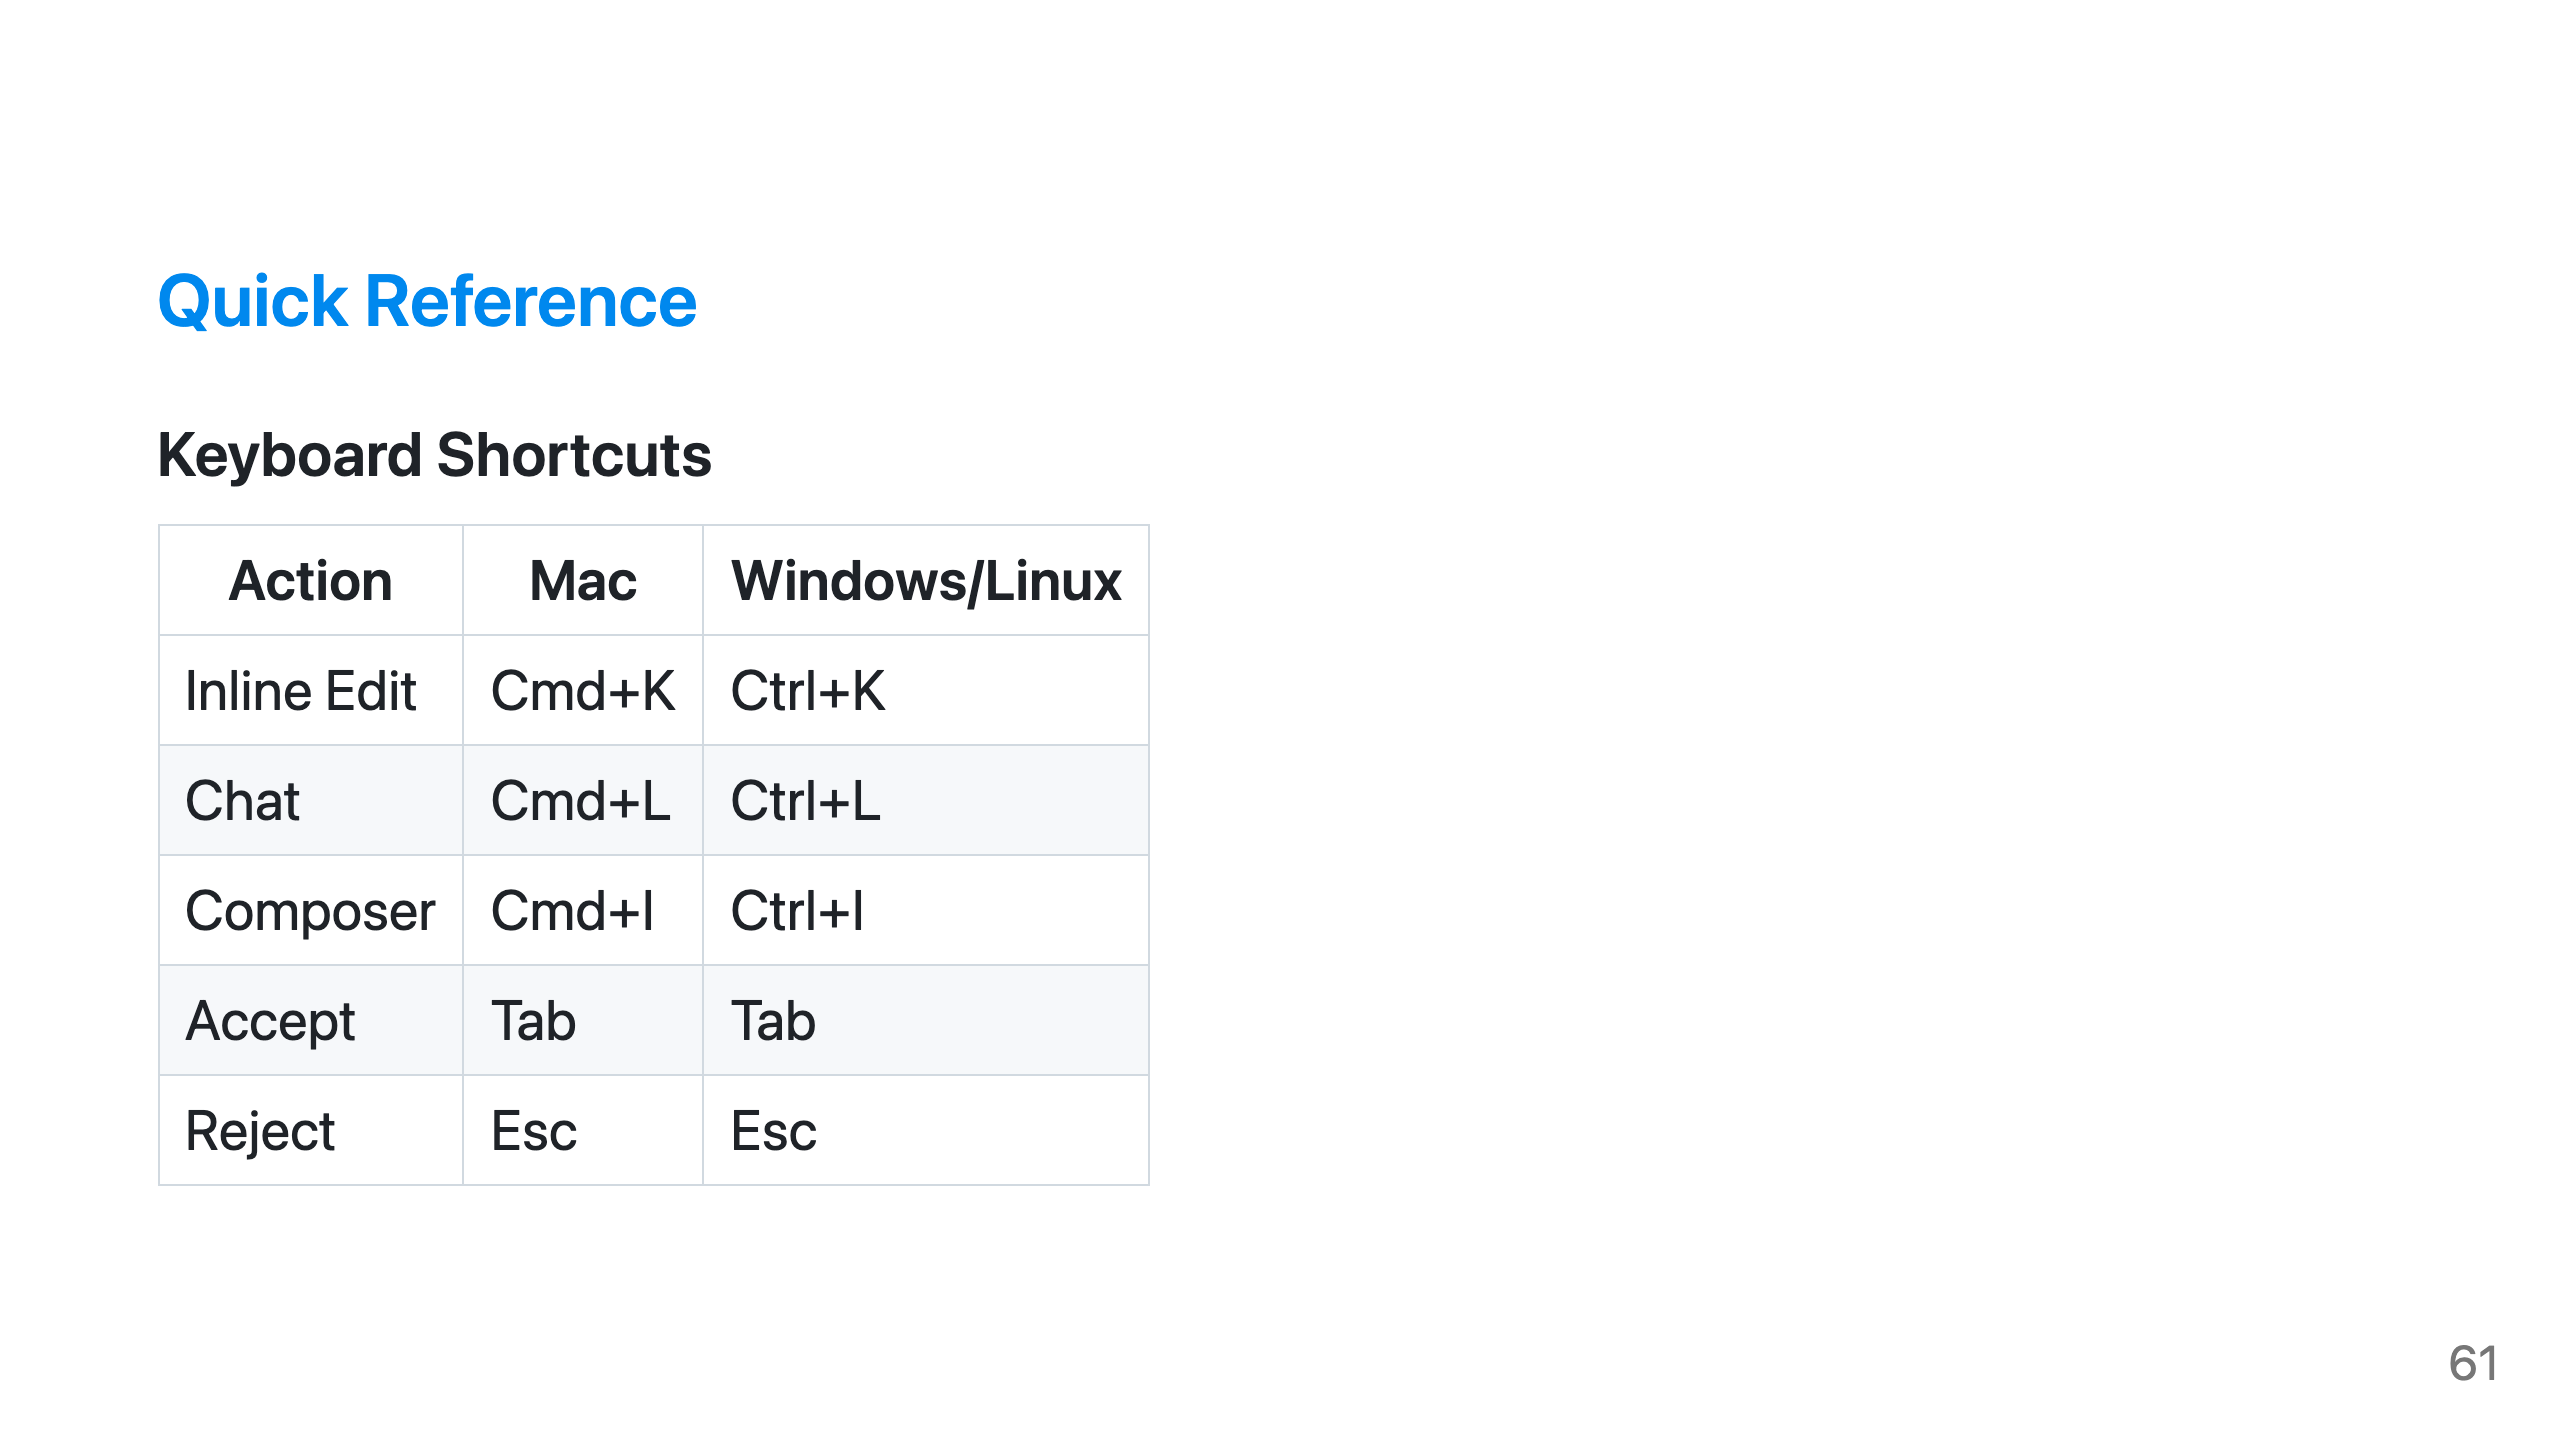 Quick Reference
Keyboard Shortcuts
Action Mac Windows/Linux
Inline Edit Cmd+K Ctrl+K
Chat Cmd+L Ctrl+L
Composer Cmd+I Ctrl+I
Accept Tab Tab
Reject Esc Esc
61